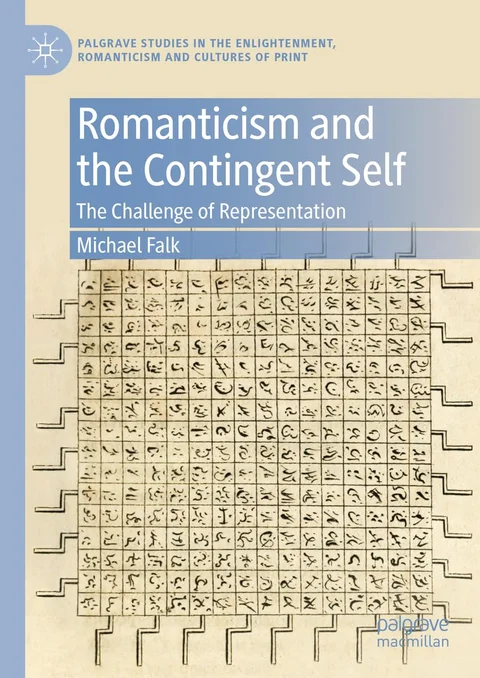 PALGRAVE STUDIES IN THE ENLIGHTENMENT,
ROMANTICISM AND CULTURES OF PRINT
Romanticism and
the Contingent Self
The Challenge of Representation
Michael Falk
palgrave
macmillan